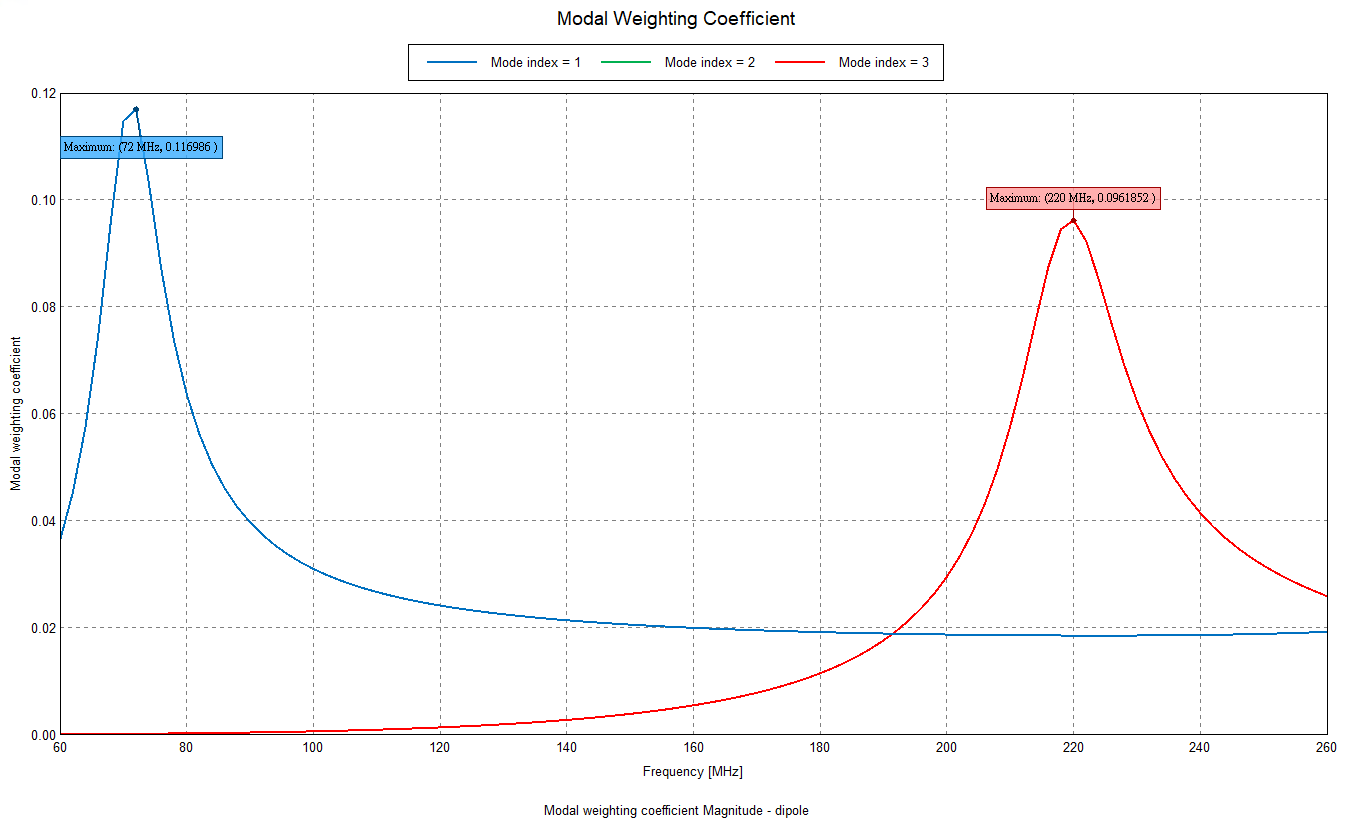 Modal Weighting Coefficient
Mode index = 1 Mode index = 2 Mode index = 3
0.12
0.10
0.08
0.06
0.04
0.02
0.00
Modal weighting coefficient
Maximum: (72 MHz, 0.116986 )
Maximum: (220 MHz, 0.0961852 )
60 80 100 120 140 160 180 200 220 240 260
Frequency [MHz]
Modal weighting coefficient Magnitude - dipole